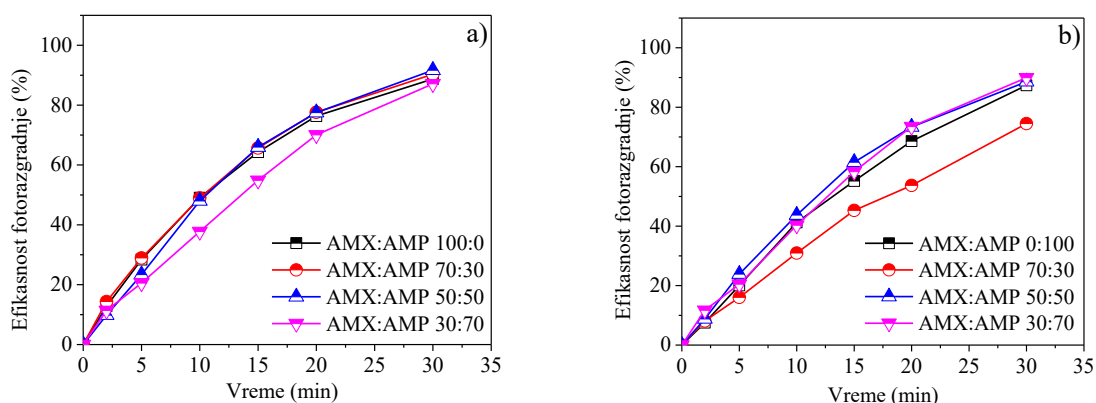 a)
Efikasnost fotorazgradnje (%)
100
80
60
40
20
0
AMX:AMP 100:0
AMX:AMP 70:30
AMX:AMP 50:50
AMX:AMP 30:70
0 5 10 15 20 25 30 35
Vreme (min)
b)
Efikasnost fotorazgradnje (%)
100
80
60
40
20
0
AMX:AMP 0:100
AMX:AMP 70:30
AMX:AMP 50:50
AMX:AMP 30:70
0 5 10 15 20 25 30 35
Vreme (min)